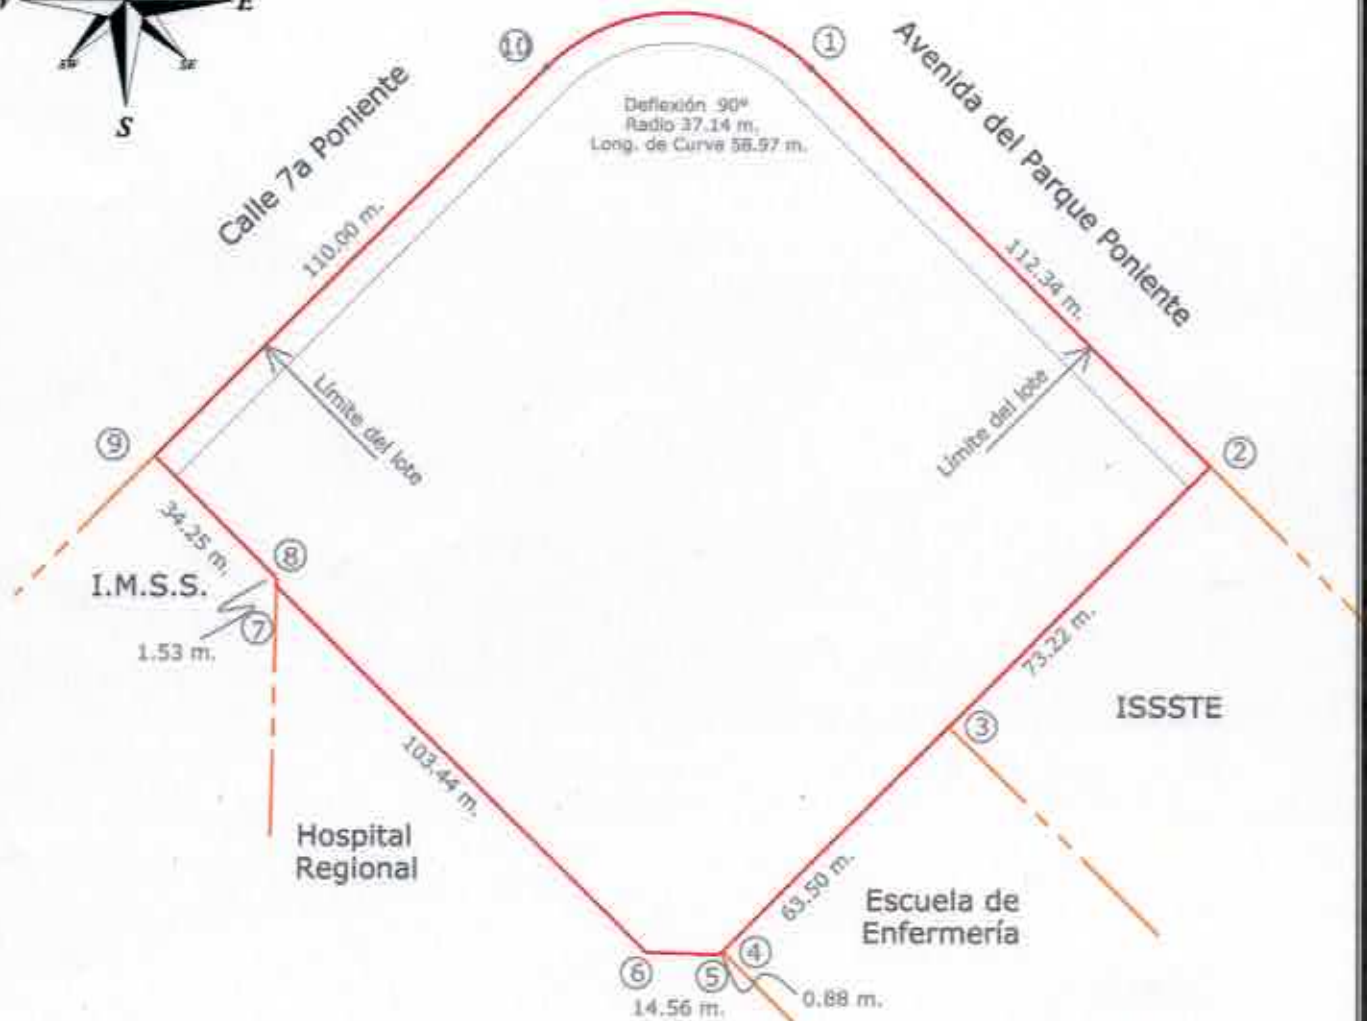 E
SW
SE
S
10
1
Calle 7a Poniente
Avenida del Parque Poniente
Deflexión 90º
Radio 37.14 m.
Long. de Curve 58.97 m.
110.00 m.
112.34 m.
Límite del lote
Límite del lote
9
2
34.25 m.
8
I.M.S.S.
7
1.53 m.
73.22 m.
ISSSTE
3
103.44 m.
Hospital
Regional
63.50 m.
Escuela de
Enfermería
4
6
5
14.56 m.
0.88 m.